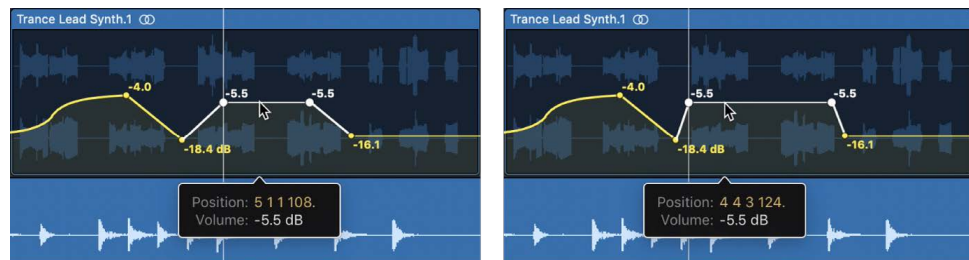 Trance Lead Synth.1
-4.0
-5.5
-5.5
-18.4 dB
-16.1
Position: 5 1 1 108.
Volume: -5.5 dB
Trance Lead Synth.1
-4.0
-5.5
-5.5
-18.4 dB
-16.1
Position: 4 4 3 124.
Volume: -5.5 dB